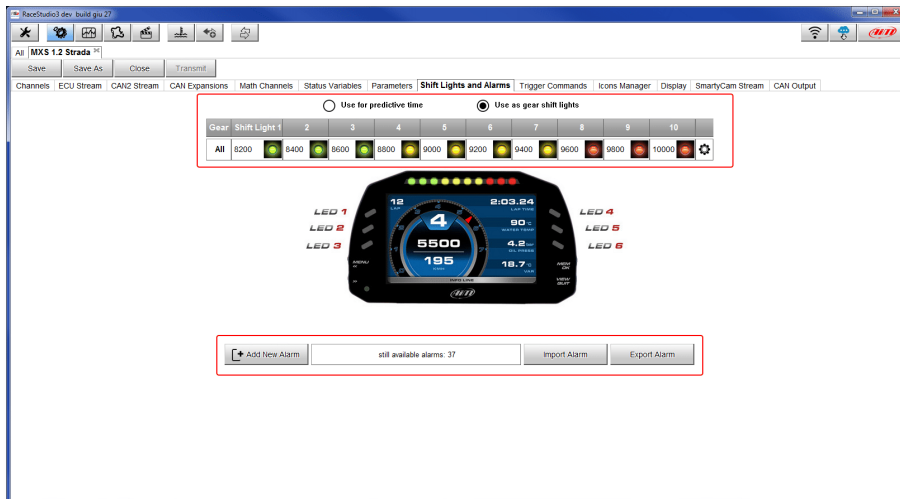 RaceStudio3 dev build giu 27
All MXS 1.2 Strada
Save Save As Close Transmit
Channels ECU Stream CAN2 Stream CAN Expansions Math Channels Status Variables Parameters Shift Lights and Alarms Trigger Commands Icons Manager Display SmartyCam Stream CAN Output
Use for predictive time Use as gear shift lights
Gear Shift Light 1 2 3 4 5 6 7 8 9 10
All 8200 8400 8600 8800 9000 9200 9400 9600 9800 10000
12 2:03.24
LAP LAP TIME
LED 1 LED 4
4 90 °C
WATER TEMP
LED 2 LED 5
5500 4.2 bar
OIL PRESS
LED 3 LED 6
195 18.7 °C
MENU MEM
<< OK
INFO LINE
>> VIEW
QUIT
AiM
Add New Alarm still available alarms: 37 Import Alarm Export Alarm